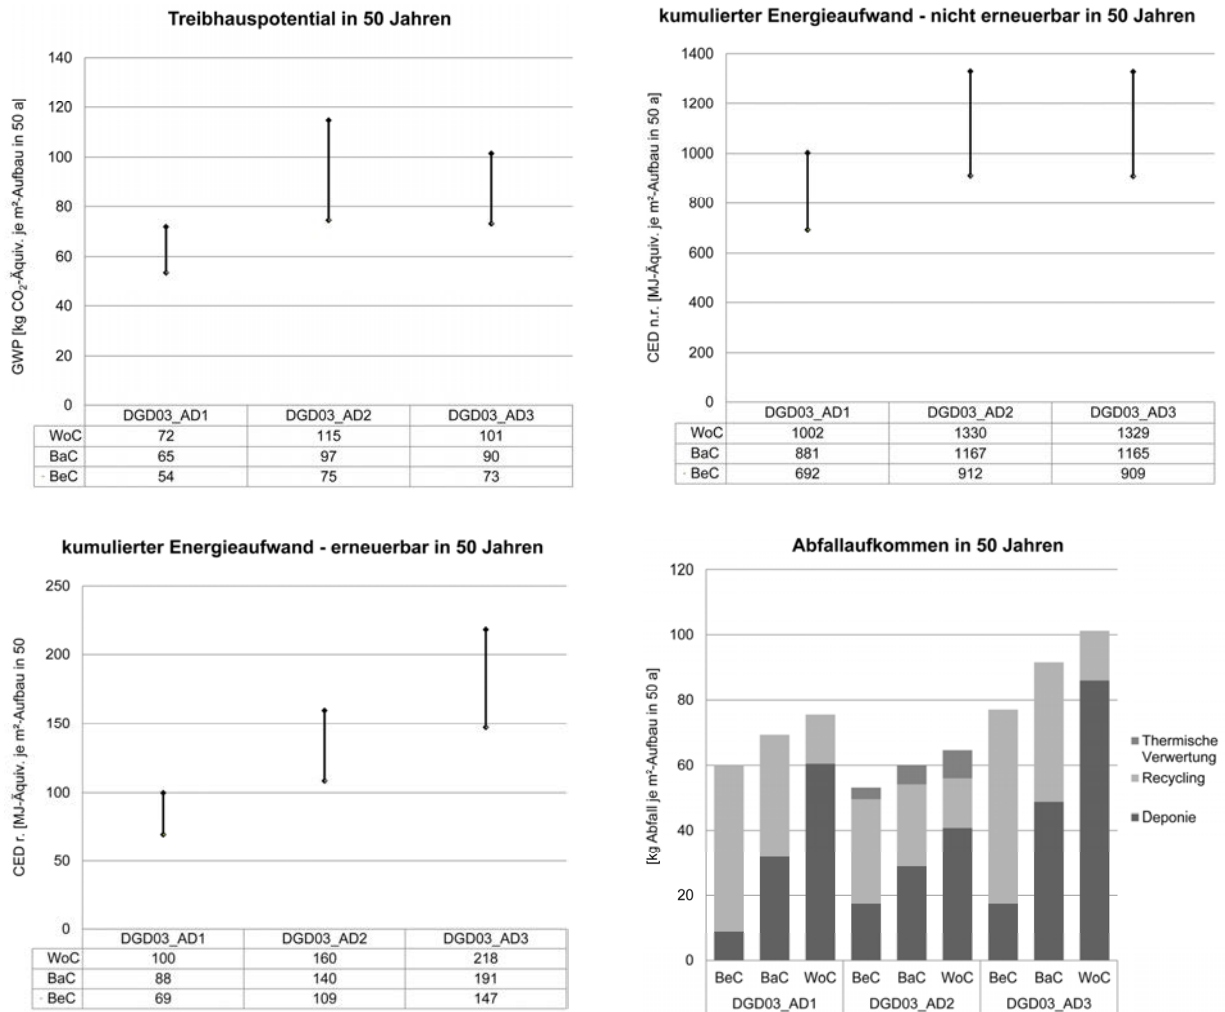 Treibhauspotential in 50 Jahren
GWP [kg CO₂-Äquiv. je m²-Aufbau in 50 a]
140
120
100
80
60
40
20
0
DGD03_AD1 DGD03_AD2 DGD03_AD3
WoC 72 115 101
BaC 65 97 90
BeC 54 75 73
kumulierter Energieaufwand - nicht erneuerbar in 50 Jahren
CED n.r. [MJ-Äquiv. je m²-Aufbau in 50 a]
1400
1200
1000
800
600
400
200
0
DGD03_AD1 DGD03_AD2 DGD03_AD3
WoC 1002 1330 1329
BaC 881 1167 1165
BeC 692 912 909
kumulierter Energieaufwand - erneuerbar in 50 Jahren
CED r. [MJ-Äquiv. je m²-Aufbau in 50
250
200
150
100
50
0
DGD03_AD1 DGD03_AD2 DGD03_AD3
WoC 100 160 218
BaC 88 140 191
BeC 69 109 147
Abfallaufkommen in 50 Jahren
[kg Abfall je m²-Aufbau in 50 a]
120
100
80
60
40
20
0
BeC BaC WoC BeC BaC WoC BeC BaC WoC
DGD03_AD1 DGD03_AD2 DGD03_AD3
Thermische
Verwertung
Recycling
Deponie